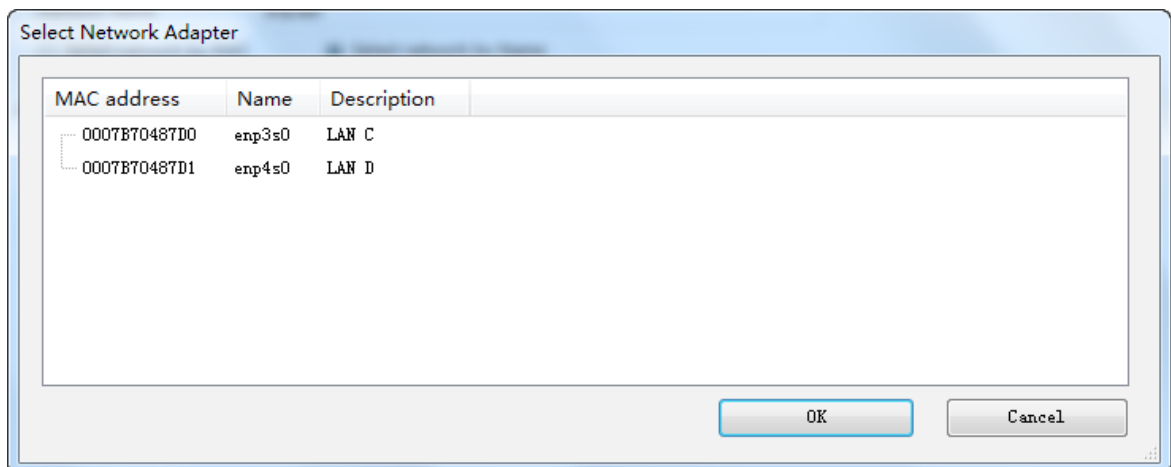 Select Network Adapter
MAC address Name Description
0007B70487D0 enp3s0 LAN C
0007B70487D1 enp4s0 LAN D
OK Cancel